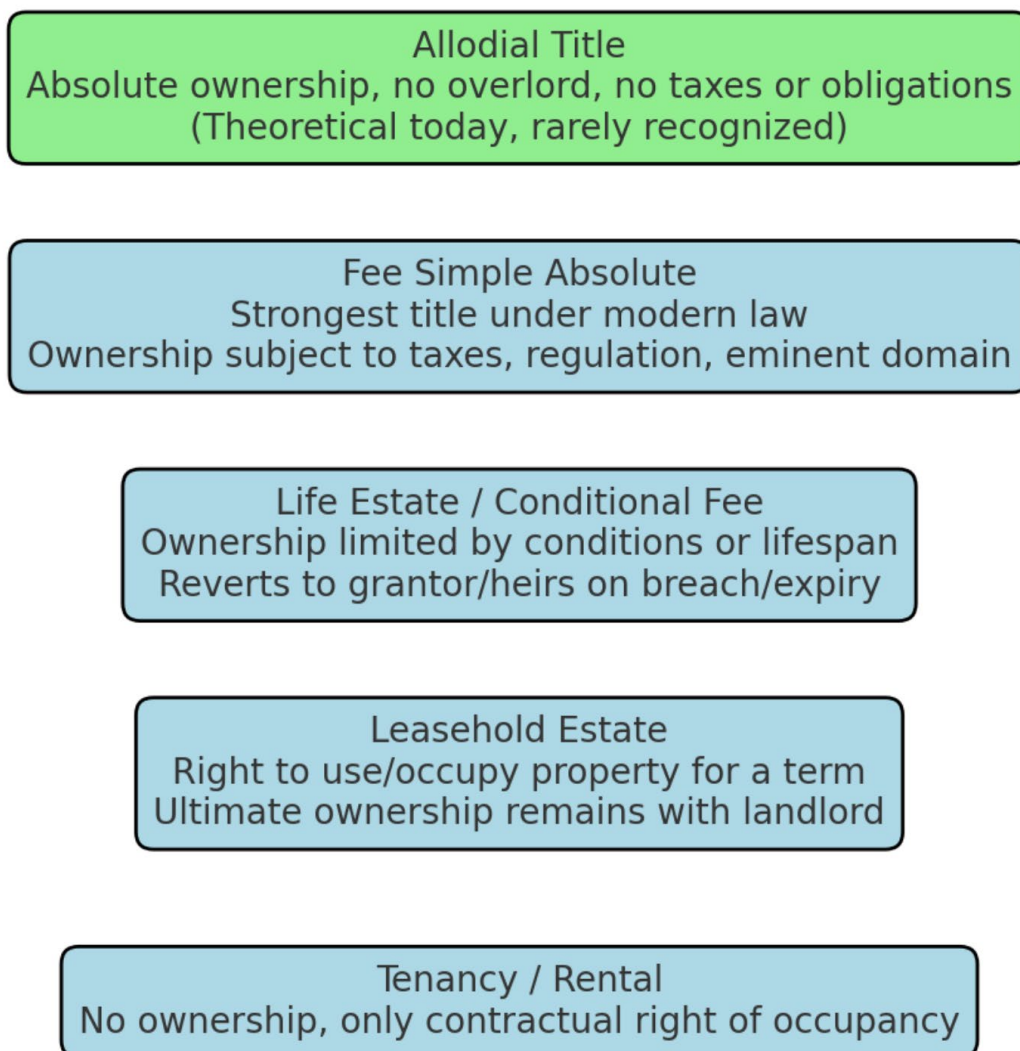 Allodial Title
Absolute ownership, no overlord, no taxes or obligations
(Theoretical today, rarely recognized)
Fee Simple Absolute
Strongest title under modern law
Ownership subject to taxes, regulation, eminent domain
Life Estate / Conditional Fee
Ownership limited by conditions or lifespan
Reverts to grantor/heirs on breach/expiry
Leasehold Estate
Right to use/occupy property for a term
Ultimate ownership remains with landlord
Tenancy / Rental
No ownership, only contractual right of occupancy